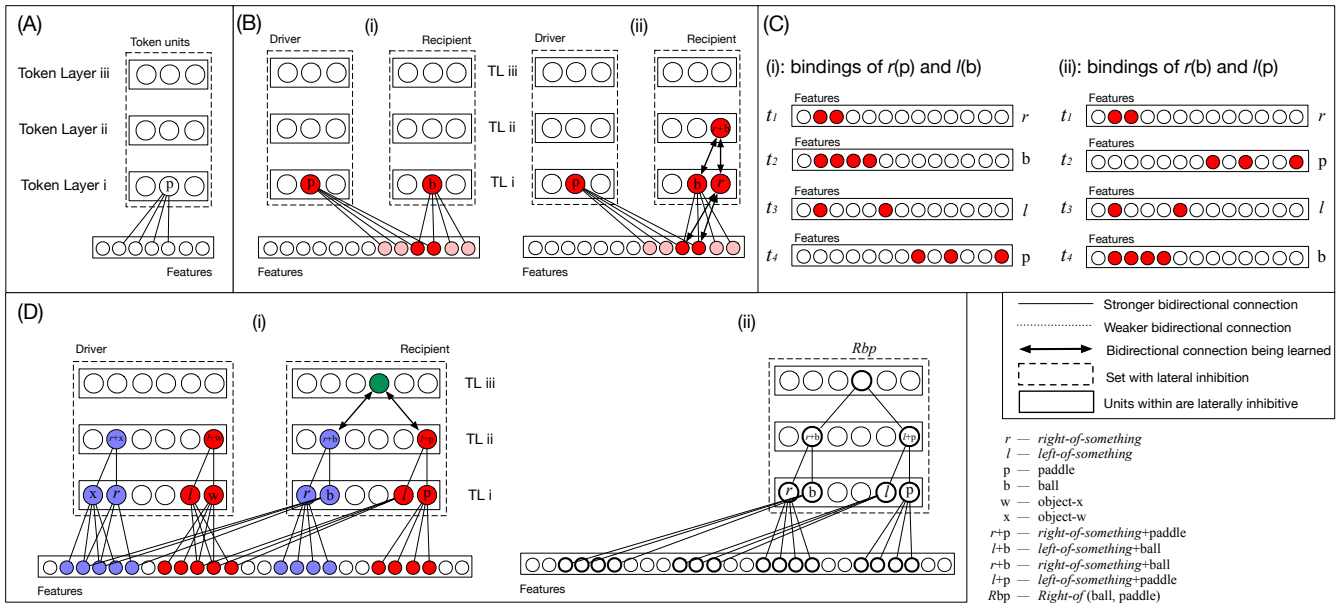 (A)
Token units
Token Layer iii
Token Layer ii
Token Layer i
p
Features
(B)
(i)
(ii)
Driver
Recipient
Driver
Recipient
TL iii
TL iii
TL ii
r+b
TL ii
p
b
TL i
p
b
r
TL i
Features
Features
(C)
(i): bindings of r(p) and l(b)
Features
t1
r
Features
t2
b
Features
t3
l
Features
t4
p
(ii): bindings of r(b) and l(p)
Features
t1
r
Features
t2
p
Features
t3
l
Features
t4
b
(D)
(i)
Driver
Recipient
TL iii
r+x
l+w
r+b
l+p
TL ii
x
r
l
w
r
b
l
p
TL i
Features
(ii)
Rbp
r+b
l+p
r
b
l
p
Features
Stronger bidirectional connection
Weaker bidirectional connection
Bidirectional connection being learned
Set with lateral inhibition
Units within are laterally inhibitive
r — right-of-something
l — left-of-something
p — paddle
b — ball
w — object-x
x — object-w
r+p — right-of-something+paddle
l+b — left-of-something+ball
r+b — right-of-something+ball
l+p — left-of-something+paddle
Rbp — Right-of (ball, paddle)